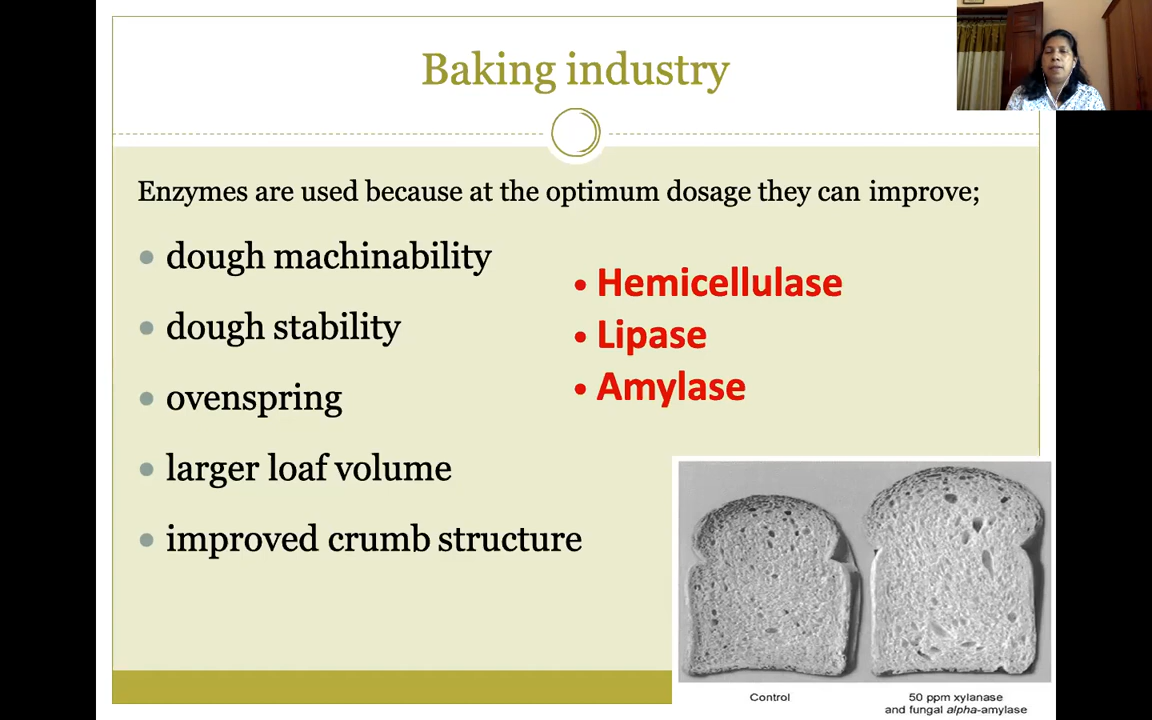 Baking industry
Enzymes are used because at the optimum dosage they can improve;
• dough machinability
• dough stability
• ovenspring
• larger loaf volume
• improved crumb structure
• Hemicellulase
• Lipase
• Amylase
Control
50 ppm xylanase
and fungal alpha-amylase